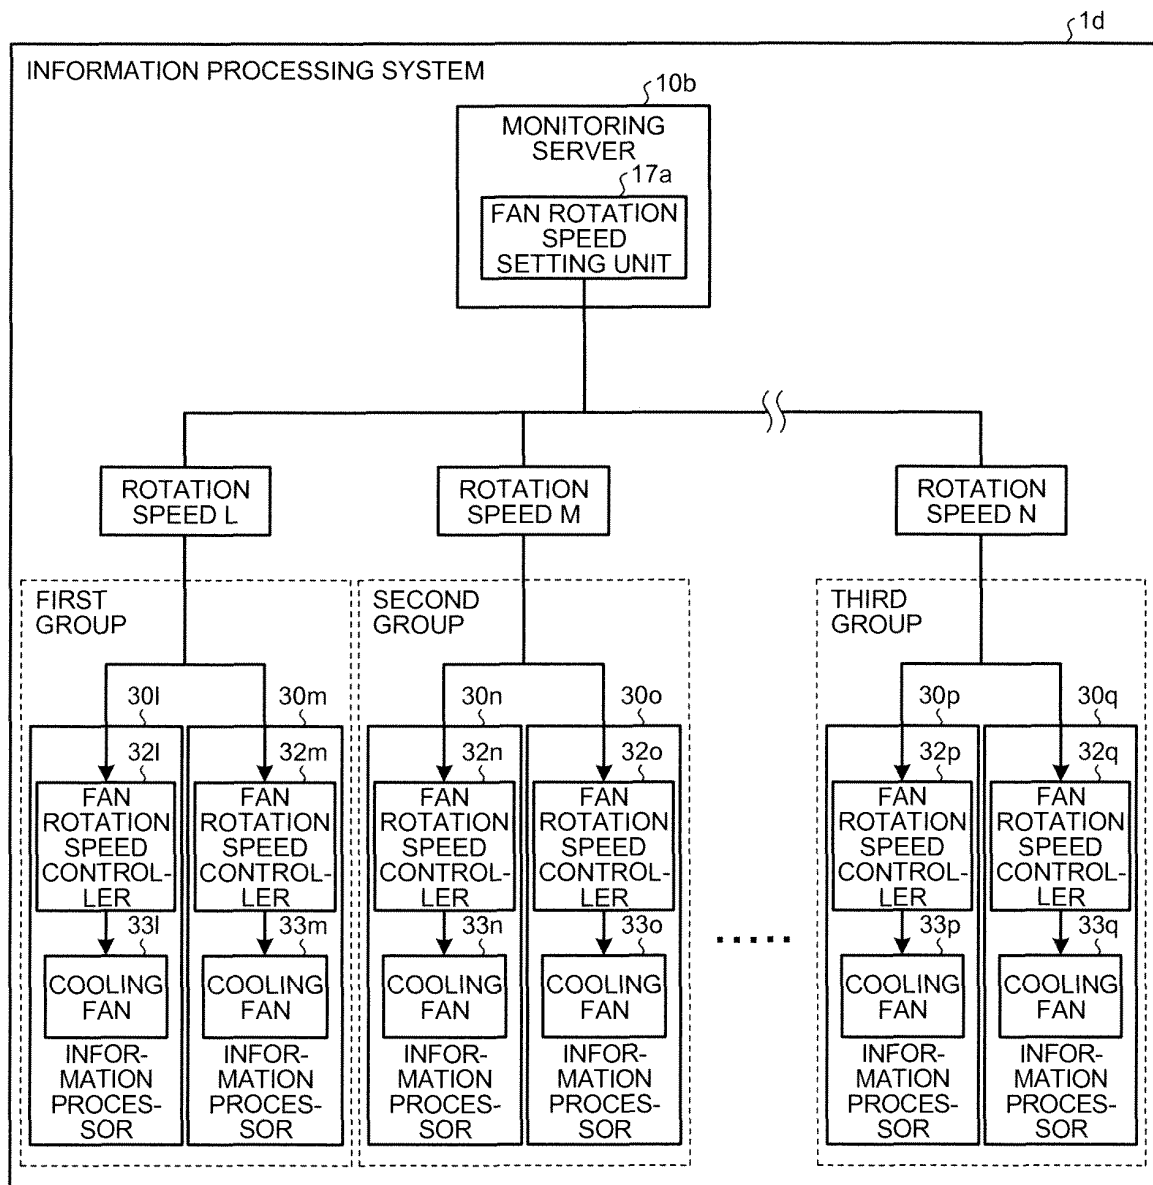 1d
INFORMATION PROCESSING SYSTEM
10b
MONITORING
SERVER
17a
FAN ROTATION
SPEED
SETTING UNIT
ROTATION
SPEED L
ROTATION
SPEED M
ROTATION
SPEED N
FIRST
GROUP
SECOND
GROUP
THIRD
GROUP
30l
30m
30n
30o
30p
30q
32l
32m
32n
32o
32p
32q
FAN
ROTATION
SPEED
CONTROL-
LER
FAN
ROTATION
SPEED
CONTROL-
LER
FAN
ROTATION
SPEED
CONTROL-
LER
FAN
ROTATION
SPEED
CONTROL-
LER
FAN
ROTATION
SPEED
CONTROL-
LER
FAN
ROTATION
SPEED
CONTROL-
LER
33l
33m
33n
33o
33p
33q
COOLING
FAN
COOLING
FAN
COOLING
FAN
COOLING
FAN
COOLING
FAN
COOLING
FAN
.....
INFOR-
MATION
PROCES-
SOR
INFOR-
MATION
PROCES-
SOR
INFOR-
MATION
PROCES-
SOR
INFOR-
MATION
PROCES-
SOR
INFOR-
MATION
PROCES-
SOR
INFOR-
MATION
PROCES-
SOR